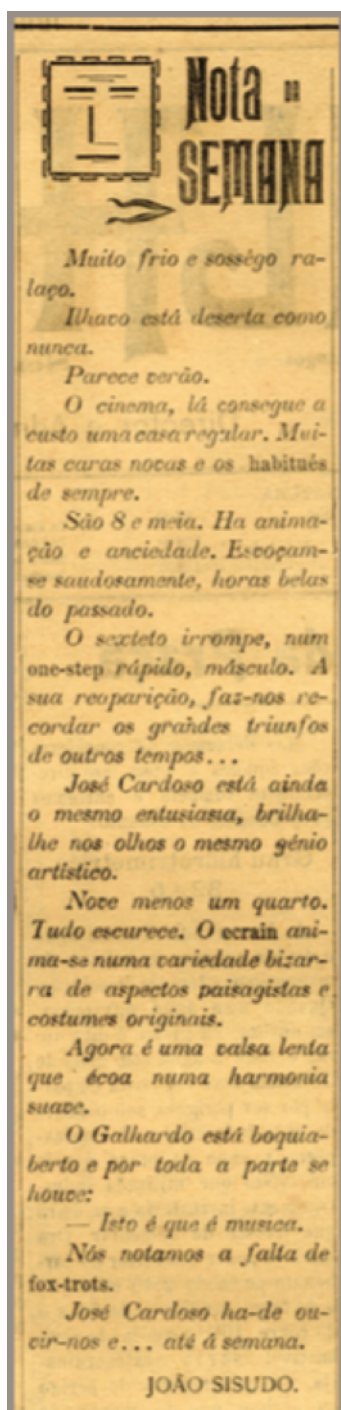 Nota DA
SEMANA
Muito frio e sossêgo ra-
laço.
Ilhavo está deserta como
nunca.
Parece verão.
O cinema, lá consegue a
custo uma casa regular. Mui-
tas caras novas e os habitués
de sempre.
São 8 e meia. Ha anima-
ção e anciedade. Esvoçam-
se saudosamente, horas belas
do passado.
O sexteto irrompe, num
one-step rápido, másculo. A
sua reaparição, faz-nos re-
cordar os grandes triunfos
de outros tempos...
José Cardoso está ainda
o mesmo entusiasta, brilha-
lhe nos olhos o mesmo génio
artístico.
Nove menos um quarto.
Tudo escurece. O ecrain ani-
ma-se numa variedade bizar-
ra de aspectos paisagistas e
costumes originais.
Agora é uma valsa lenta
que écoa numa harmonia
suave.
O Galhardo está boquia-
berto e por toda a parte se
houve:
— Isto é que é musica.
Nós notamos a falta de
fox-trots.
José Cardoso ha-de ou-
vir-nos e... até á semana.
JOÃO SISUDO.